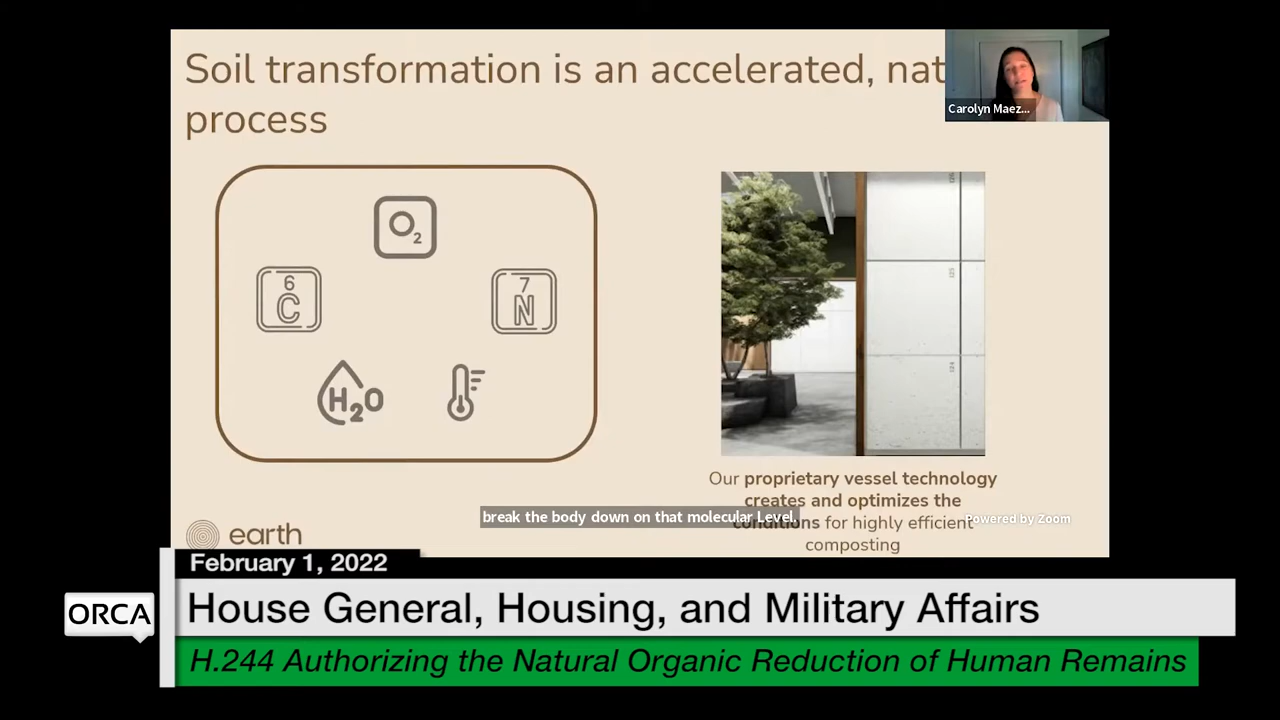 Soil transformation is an accelerated, nat
process
Carolyn Maez...
O2
6
C
7
N
H2O
126
125
124
Our proprietary vessel technology
creates and optimizes the
conditions for highly efficient
composting
break the body down on that molecular Level.
Powered by Zoom
earth
February 1, 2022
ORCA
House General, Housing, and Military Affairs
H.244 Authorizing the Natural Organic Reduction of Human Remains